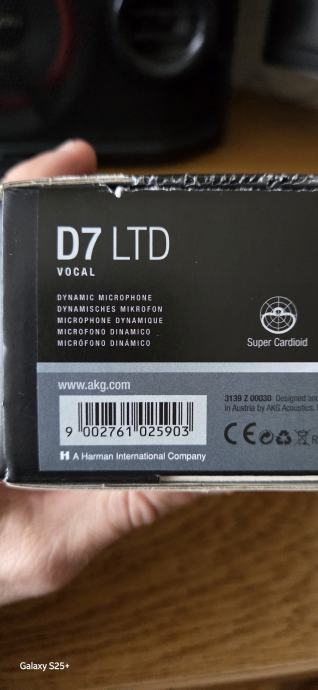 D7 LTD
VOCAL
DYNAMIC MICROPHONE
DYNAMISCHES MIKROFON
MICROPHONE DYNAMIQUE
MICROFONO DINAMICO
MICRÓFONO DINÁMICO
Super Cardioid
www.akg.com
9 002761 025903
3139 Z 00030 Designed and
in Austria by AKG Acoustics.
CE
A Harman International Company
Galaxy S25+